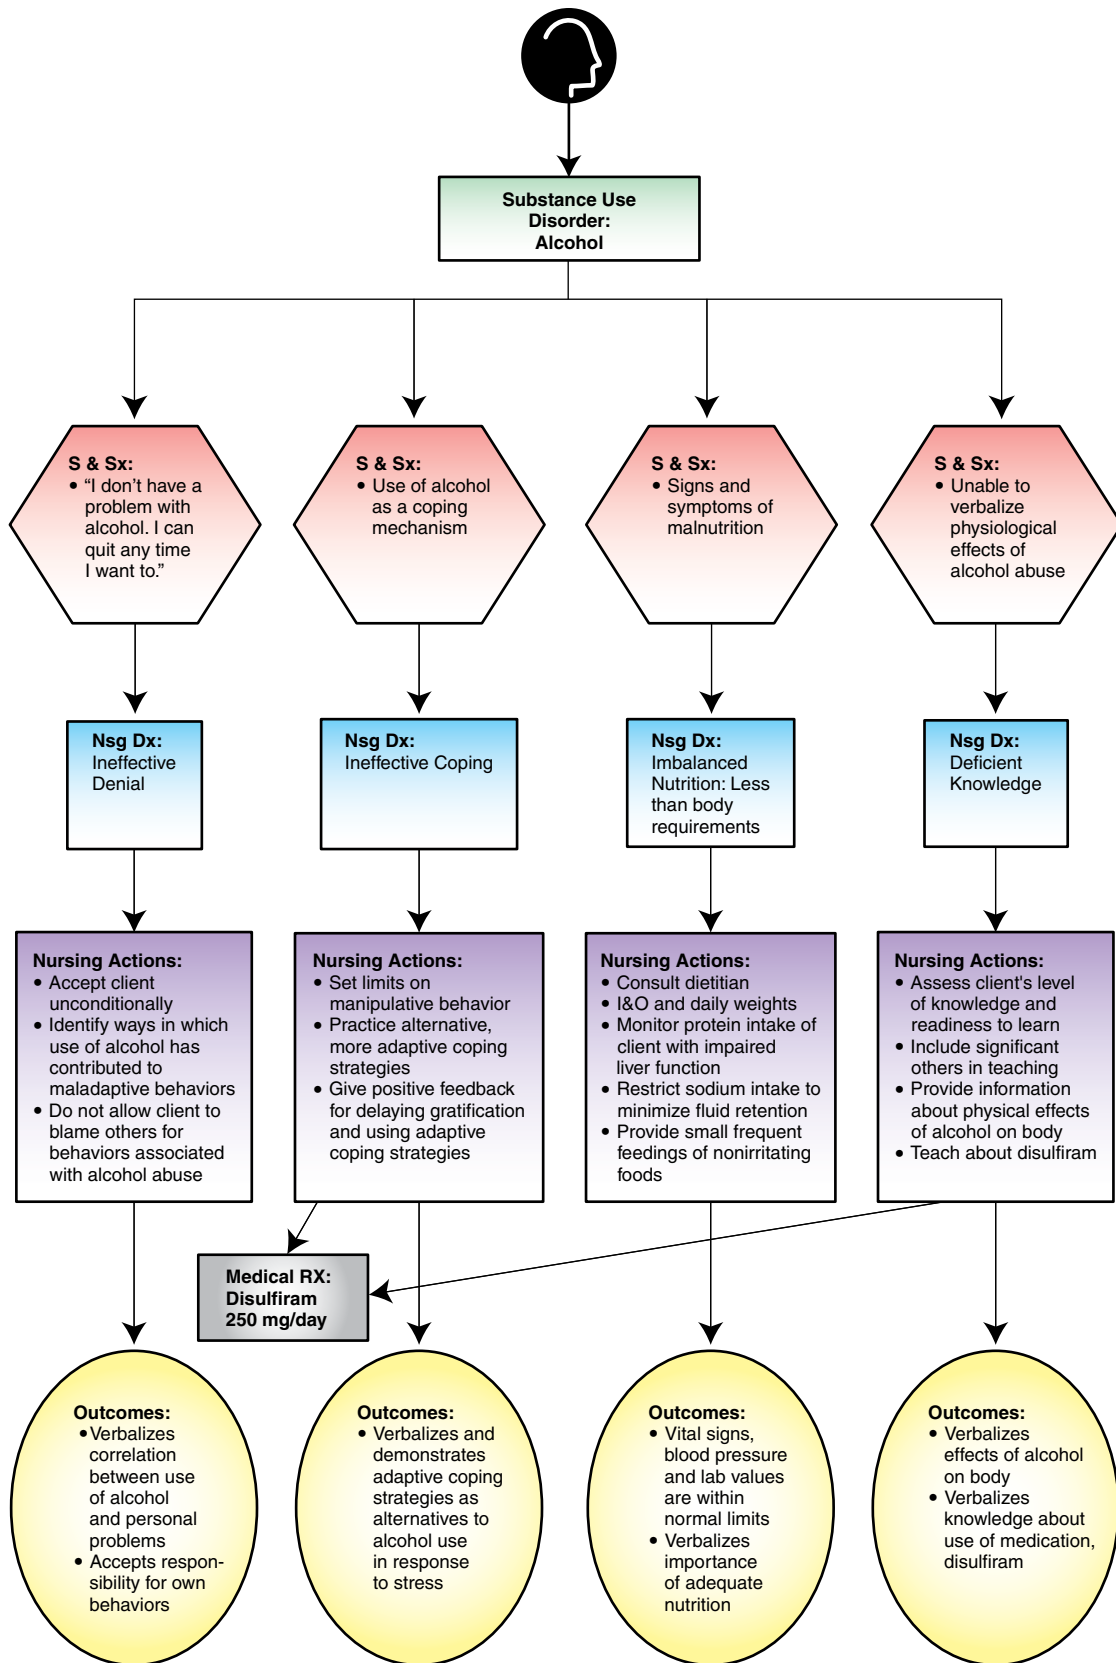 Substance Use
Disorder:
Alcohol
S & Sx:
• “I don't have a
problem with
alcohol. I can
quit any time
I want to.”
S & Sx:
• Use of alcohol
as a coping
mechanism
S & Sx:
• Signs and
symptoms of
malnutrition
S & Sx:
• Unable to
verbalize
physiological
effects of
alcohol abuse
Nsg Dx:
Ineffective
Denial
Nsg Dx:
Ineffective Coping
Nsg Dx:
Imbalanced
Nutrition: Less
than body
requirements
Nsg Dx:
Deficient
Knowledge
Nursing Actions:
• Accept client
unconditionally
• Identify ways in which
use of alcohol has
contributed to
maladaptive behaviors
• Do not allow client to
blame others for
behaviors associated
with alcohol abuse
Nursing Actions:
• Set limits on
manipulative behavior
• Practice alternative,
more adaptive coping
strategies
• Give positive feedback
for delaying gratification
and using adaptive
coping strategies
Nursing Actions:
• Consult dietitian
• I&O and daily weights
• Monitor protein intake of
client with impaired
liver function
• Restrict sodium intake to
minimize fluid retention
• Provide small frequent
feedings of nonirritating
foods
Nursing Actions:
• Assess client's level
of knowledge and
readiness to learn
• Include significant
others in teaching
• Provide information
about physical effects
of alcohol on body
• Teach about disulfiram
Medical RX:
Disulfiram
250 mg/day
Outcomes:
• Verbalizes
correlation
between use
of alcohol
and personal
problems
• Accepts respon-
sibility for own
behaviors
Outcomes:
• Verbalizes and
demonstrates
adaptive coping
strategies as
alternatives to
alcohol use
in response
to stress
Outcomes:
• Vital signs,
blood pressure
and lab values
are within
normal limits
• Verbalizes
importance
of adequate
nutrition
Outcomes:
• Verbalizes
effects of alcohol
on body
• Verbalizes
knowledge about
use of medication,
disulfiram